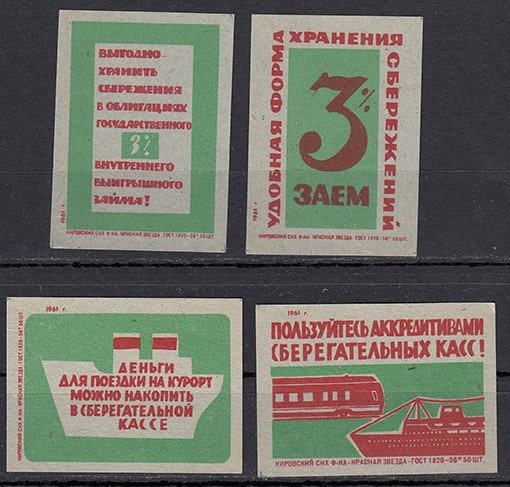 ВЫГОДНО
ХРАНИТЬ
СБЕРЕЖЕНИЯ
В ОБЛИГАЦИЯХ
ГОСУДАРСТВЕННОГО
3%
ВНУТРЕННЕГО
ВЫИГРЫШНОГО
ЗАЙМА!
1961 г.
КИРОВСКИЙ СНХ Ф-КА „КРАСНАЯ ЗВЕЗДА" ГОСТ 1820-56* 50 ШТ.
УДОБНАЯ ФОРМА
ХРАНЕНИЯ
СБЕРЕЖЕНИЙ
3%
ЗАЕМ
1961 г.
КИРОВСКИЙ СНХ Ф-КА „КРАСНАЯ ЗВЕЗДА" ГОСТ 1820-56* 50 ШТ.
1961 г.
ДЕНЬГИ
ДЛЯ ПОЕЗДКИ НА КУРОРТ
МОЖНО НАКОПИТЬ
В СБЕРЕГАТЕЛЬНОЙ
КАССЕ
КИРОВСКИЙ СНХ Ф-КА „КРАСНАЯ ЗВЕЗДА" ГОСТ 1820-56* 50 ШТ.
1961 г.
ПОЛЬЗУЙТЕСЬ АККРЕДИТИВАМИ
СБЕРЕГАТЕЛЬНЫХ КАСС!
КИРОВСКИЙ СНХ Ф-КА „КРАСНАЯ ЗВЕЗДА" ГОСТ 1820-56* 50 ШТ.